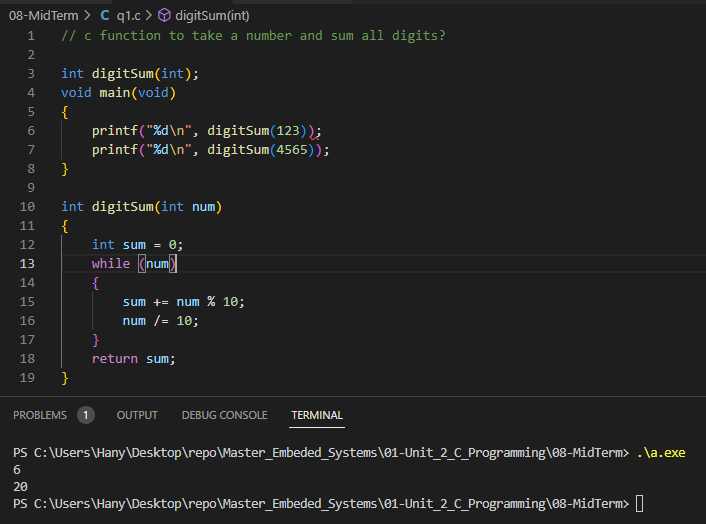 08-MidTerm > C q1.c > digitSum(int)
1 // c function to take a number and sum all digits?
2
3 int digitSum(int);
4 void main(void)
5 {
6 printf("%d\n", digitSum(123));
7 printf("%d\n", digitSum(4565));
8 }
9
10 int digitSum(int num)
11 {
12 int sum = 0;
13 while (num)
14 {
15 sum += num % 10;
16 num /= 10;
17 }
18 return sum;
19 }
PROBLEMS 1 OUTPUT DEBUG CONSOLE TERMINAL
PS C:\Users\Hany\Desktop\repo\Master_Embeded_Systems\01-Unit_2_C_Programming\08-MidTerm> .\a.exe
6
20
PS C:\Users\Hany\Desktop\repo\Master_Embeded_Systems\01-Unit_2_C_Programming\08-MidTerm>